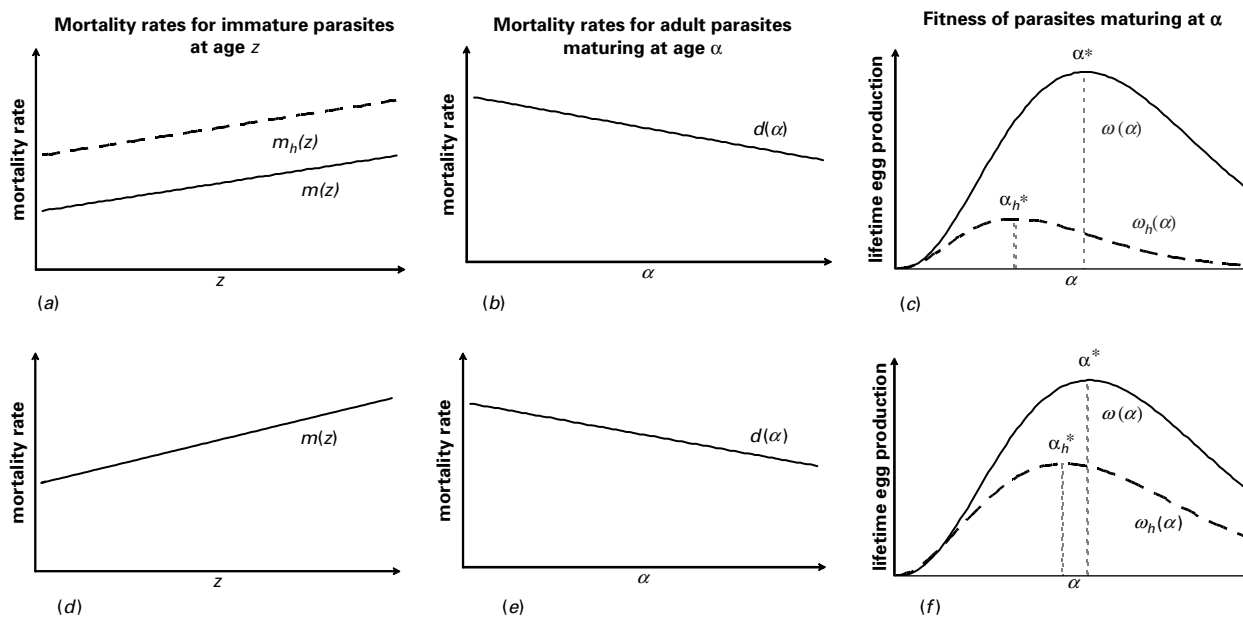 Mortality rates for immature parasites
at age z
Mortality rates for adult parasites
maturing at age α
Fitness of parasites maturing at α
mortality rate
m_h(z)
m(z)
z
(a)
mortality rate
d(α)
α
(b)
lifetime egg production
α*
ω(α)
α_h*
ω_h(α)
α
(c)
mortality rate
m(z)
z
(d)
mortality rate
d(α)
α
(e)
lifetime egg production
α*
ω(α)
α_h*
ω_h(α)
α
(f)